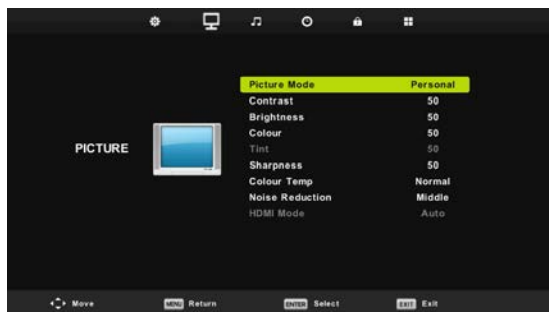 Picture Mode Personal
Contrast 50
Brightness 50
Colour 50
PICTURE
Tint 50
Sharpness 50
Colour Temp Normal
Noise Reduction Middle
HDMI Mode Auto
Move MENU Return ENTER Select EXIT Exit